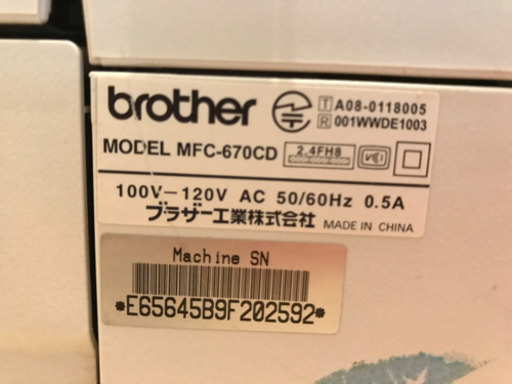 brother T A08-0118005
R 001WWDE1003
MODEL MFC-670CD 2.4FH8 VCI
100V-120V AC 50/60Hz 0.5A
ブラザー工業株式会社 MADE IN CHINA
Machine SN
*E65645B9F202592*